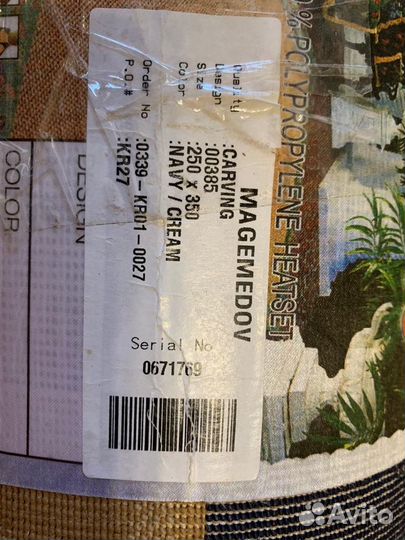 MAGEMEDOV
Quality :CARVING
Design :00385
Size :250 X 350
Color :NAVY / CREAM
Order No :0339-KR01-0027
P.O.# :KR27
Serial No
0671769
% POLYPROPYLENE HEATSET
DESIGN
COLOR
Avito